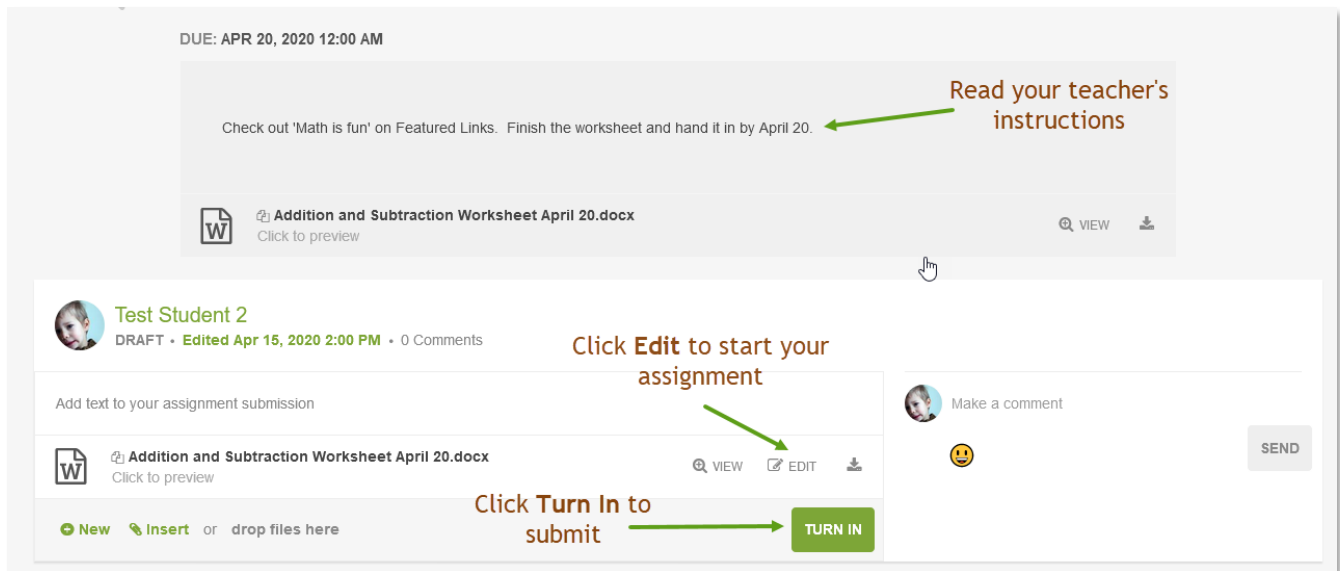 DUE: APR 20, 2020 12:00 AM
Read your teacher's
instructions
Check out 'Math is fun' on Featured Links.  Finish the worksheet and hand it in by April 20.
Addition and Subtraction Worksheet April 20.docx
Click to preview
VIEW
Test Student 2
DRAFT • Edited Apr 15, 2020 2:00 PM • 0 Comments
Click Edit to start your
assignment
Add text to your assignment submission
Make a comment
Addition and Subtraction Worksheet April 20.docx
Click to preview
VIEW EDIT
SEND
Click Turn In to
submit
New Insert or drop files here
TURN IN